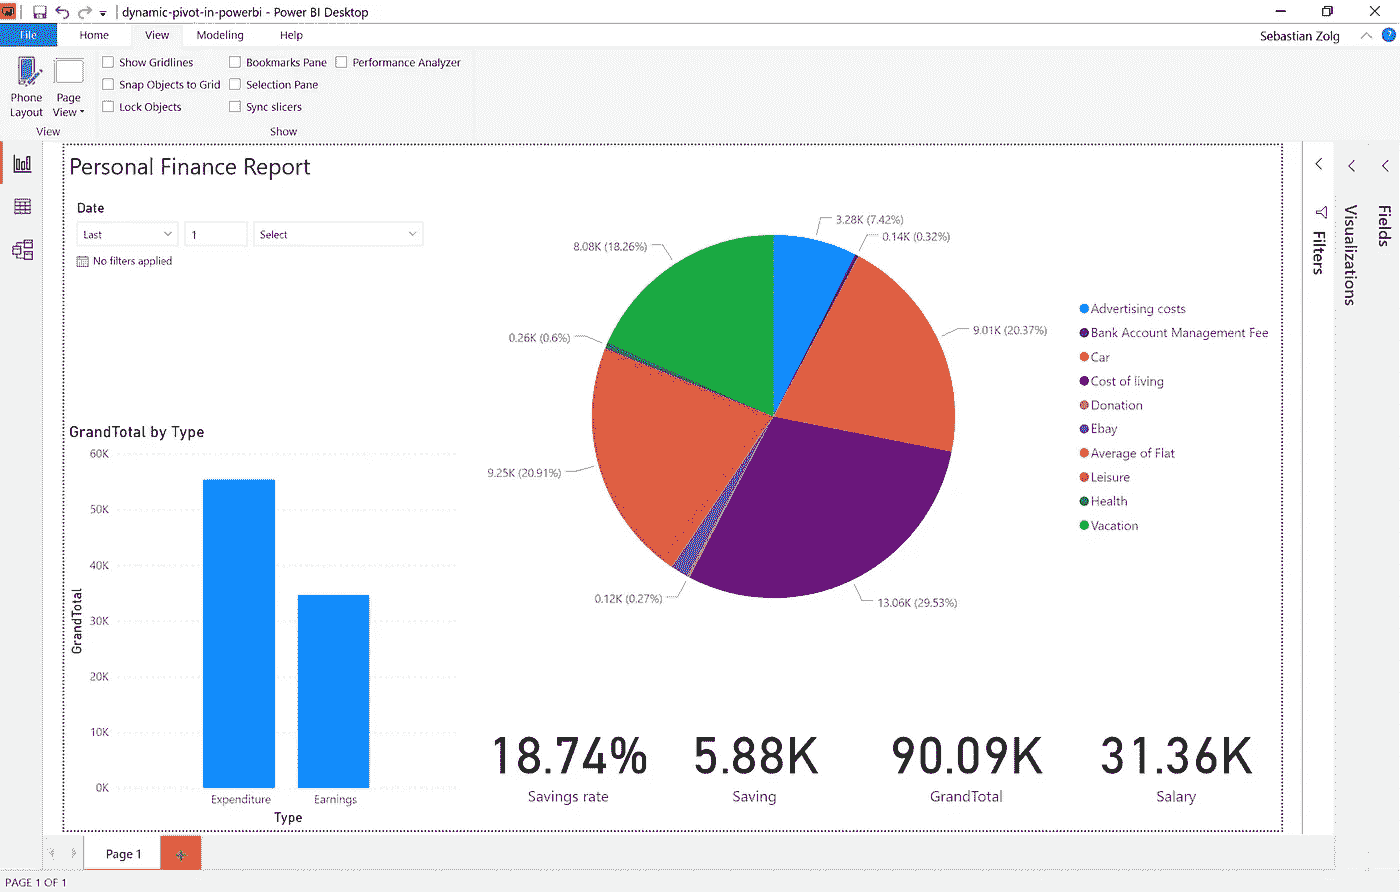 dynamic-pivot-in-powerbi - Power BI Desktop
File Home View Modeling Help
Sebastian Zolg
?
Show Gridlines Bookmarks Pane Performance Analyzer
Snap Objects to Grid Selection Pane
Lock Objects Sync slicers
Phone Layout
Page View
View
Show
Personal Finance Report
Date
Last 1 Select
No filters applied
GrandTotal by Type
60K
50K
40K
30K
20K
10K
0K
GrandTotal
Expenditure Earnings
Type
3.28K (7.42%)
0.14K (0.32%)
8.08K (18.26%)
9.01K (20.37%)
0.26K (0.6%)
9.25K (20.91%)
0.12K (0.27%)
13.06K (29.53%)
Advertising costs
Bank Account Management Fee
Car
Cost of living
Donation
Ebay
Average of Flat
Leisure
Health
Vacation
18.74%
Savings rate
5.88K
Saving
90.09K
GrandTotal
31.36K
Salary
Filters
Visualizations
Fields
Page 1
+
PAGE 1 OF 1